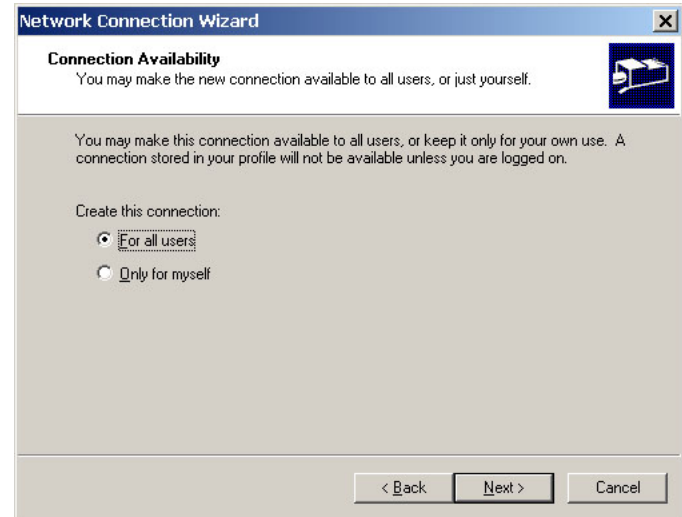 Network Connection Wizard
Connection Availability
You may make the new connection available to all users, or just yourself.
You may make this connection available to all users, or keep it only for your own use. A
connection stored in your profile will not be available unless you are logged on.
Create this connection:
For all users
Only for myself
< Back Next > Cancel